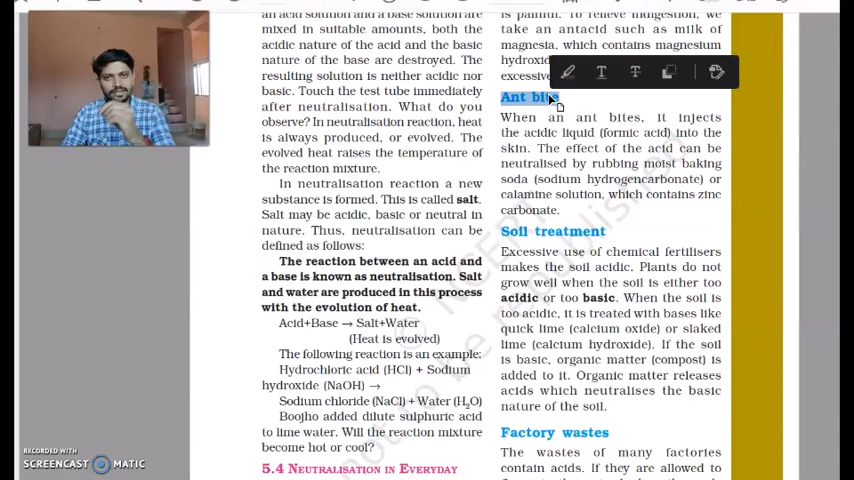 an acid solution and a base solution are
mixed in suitable amounts, both the
acidic nature of the acid and the basic
nature of the base are destroyed. The
resulting solution is neither acidic nor
basic. Touch the test tube immediately
after neutralisation. What do you
observe? In neutralisation reaction, heat
is always produced, or evolved. The
evolved heat raises the temperature of
the reaction mixture.
In neutralisation reaction a new
substance is formed. This is called salt.
Salt may be acidic, basic or neutral in
nature. Thus, neutralisation can be
defined as follows:
The reaction between an acid and
a base is known as neutralisation. Salt
and water are produced in this process
with the evolution of heat.
Acid+Base → Salt+Water
(Heat is evolved)
The following reaction is an example:
Hydrochloric acid (HCl) + Sodium
hydroxide (NaOH) →
Sodium chloride (NaCl) + Water (H₂O)
Boojho added dilute sulphuric acid
to lime water. Will the reaction mixture
become hot or cool?
5.4 NEUTRALISATION IN EVERYDAY
is painful. To relieve indigestion, we
take an antacid such as milk of
magnesia, which contains magnesium
excessive
Ant bite
When an ant bites, it injects
the acidic liquid (formic acid) into the
skin. The effect of the acid can be
neutralised by rubbing moist baking
soda (sodium hydrogencarbonate) or
calamine solution, which contains zinc
carbonate.
Soil treatment
Excessive use of chemical fertilisers
makes the soil acidic. Plants do not
grow well when the soil is either too
acidic or too basic. When the soil is
too acidic, it is treated with bases like
quick lime (calcium oxide) or slaked
lime (calcium hydroxide). If the soil
is basic, organic matter (compost) is
added to it. Organic matter releases
acids which neutralises the basic
nature of the soil.
Factory wastes
The wastes of many factories
contain acids. If they are allowed to
© NCERT
not to be republished
RECORDED WITH
SCREENCAST MATIC